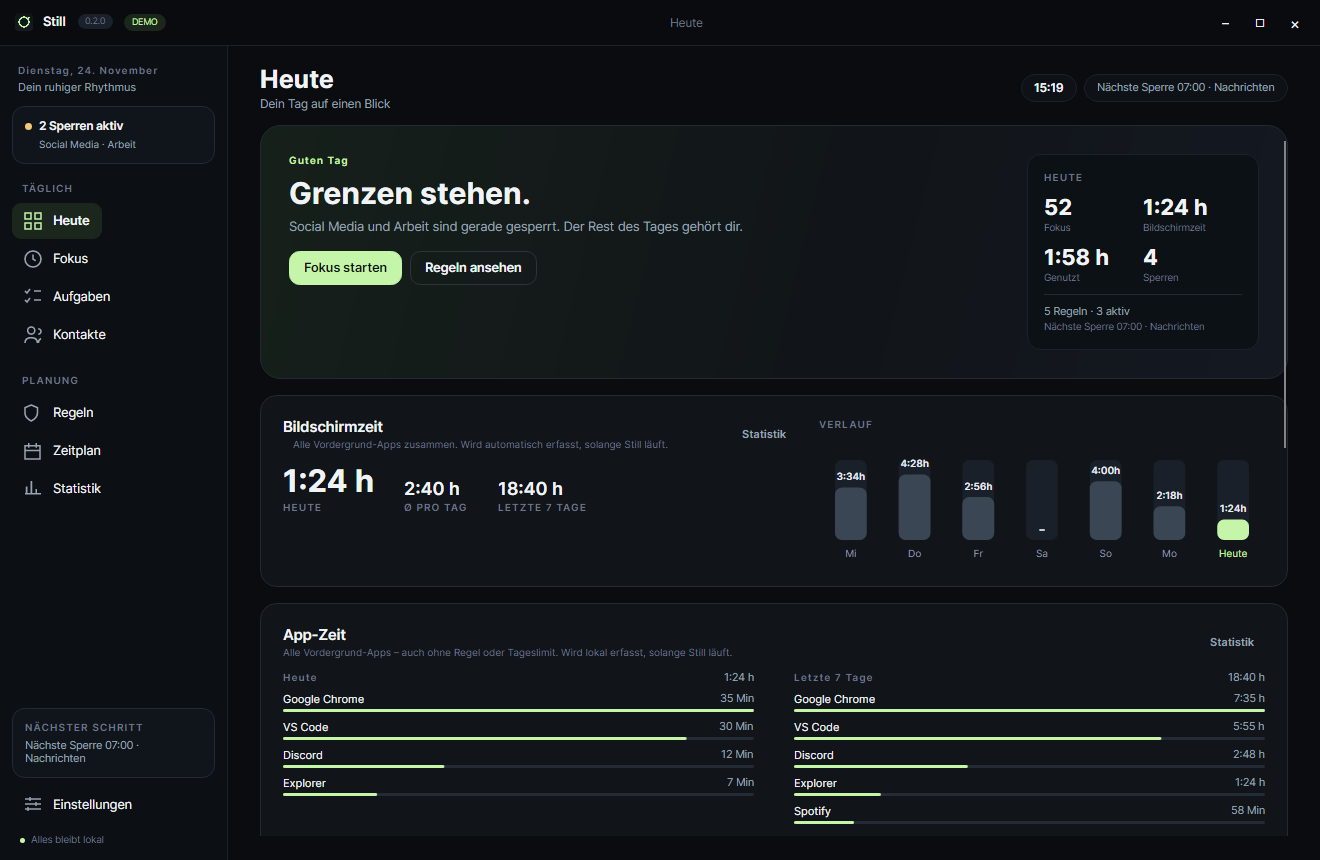 Still 0.2.0 DEMO
Heute
Dienstag, 24. November
Dein ruhiger Rhythmus
2 Sperren aktiv
Social Media · Arbeit
TÄGLICH
Heute
Fokus
Aufgaben
Kontakte
PLANUNG
Regeln
Zeitplan
Statistik
NÄCHSTER SCHRITT
Nächste Sperre 07:00 ·
Nachrichten
Einstellungen
Alles bleibt lokal
Heute
Dein Tag auf einen Blick
15:19
Nächste Sperre 07:00 · Nachrichten
Guten Tag
Grenzen stehen.
Social Media und Arbeit sind gerade gesperrt. Der Rest des Tages gehört dir.
Fokus starten
Regeln ansehen
HEUTE
52 1:24 h
Fokus Bildschirmzeit
1:58 h 4
Genutzt Sperren
5 Regeln · 3 aktiv
Nächste Sperre 07:00 · Nachrichten
Bildschirmzeit
Alle Vordergrund-Apps zusammen. Wird automatisch erfasst, solange Still läuft.
Statistik
1:24 h 2:40 h 18:40 h
HEUTE Ø PRO TAG LETZTE 7 TAGE
VERLAUF
3:34h 4:28h 2:56h – 4:00h 2:18h 1:24h
Mi Do Fr Sa So Mo Heute
App-Zeit
Alle Vordergrund-Apps – auch ohne Regel oder Tageslimit. Wird lokal erfasst, solange Still läuft.
Statistik
Heute 1:24 h
Google Chrome 35 Min
VS Code 30 Min
Discord 12 Min
Explorer 7 Min
Letzte 7 Tage 18:40 h
Google Chrome 7:35 h
VS Code 5:55 h
Discord 2:48 h
Explorer 1:24 h
Spotify 58 Min